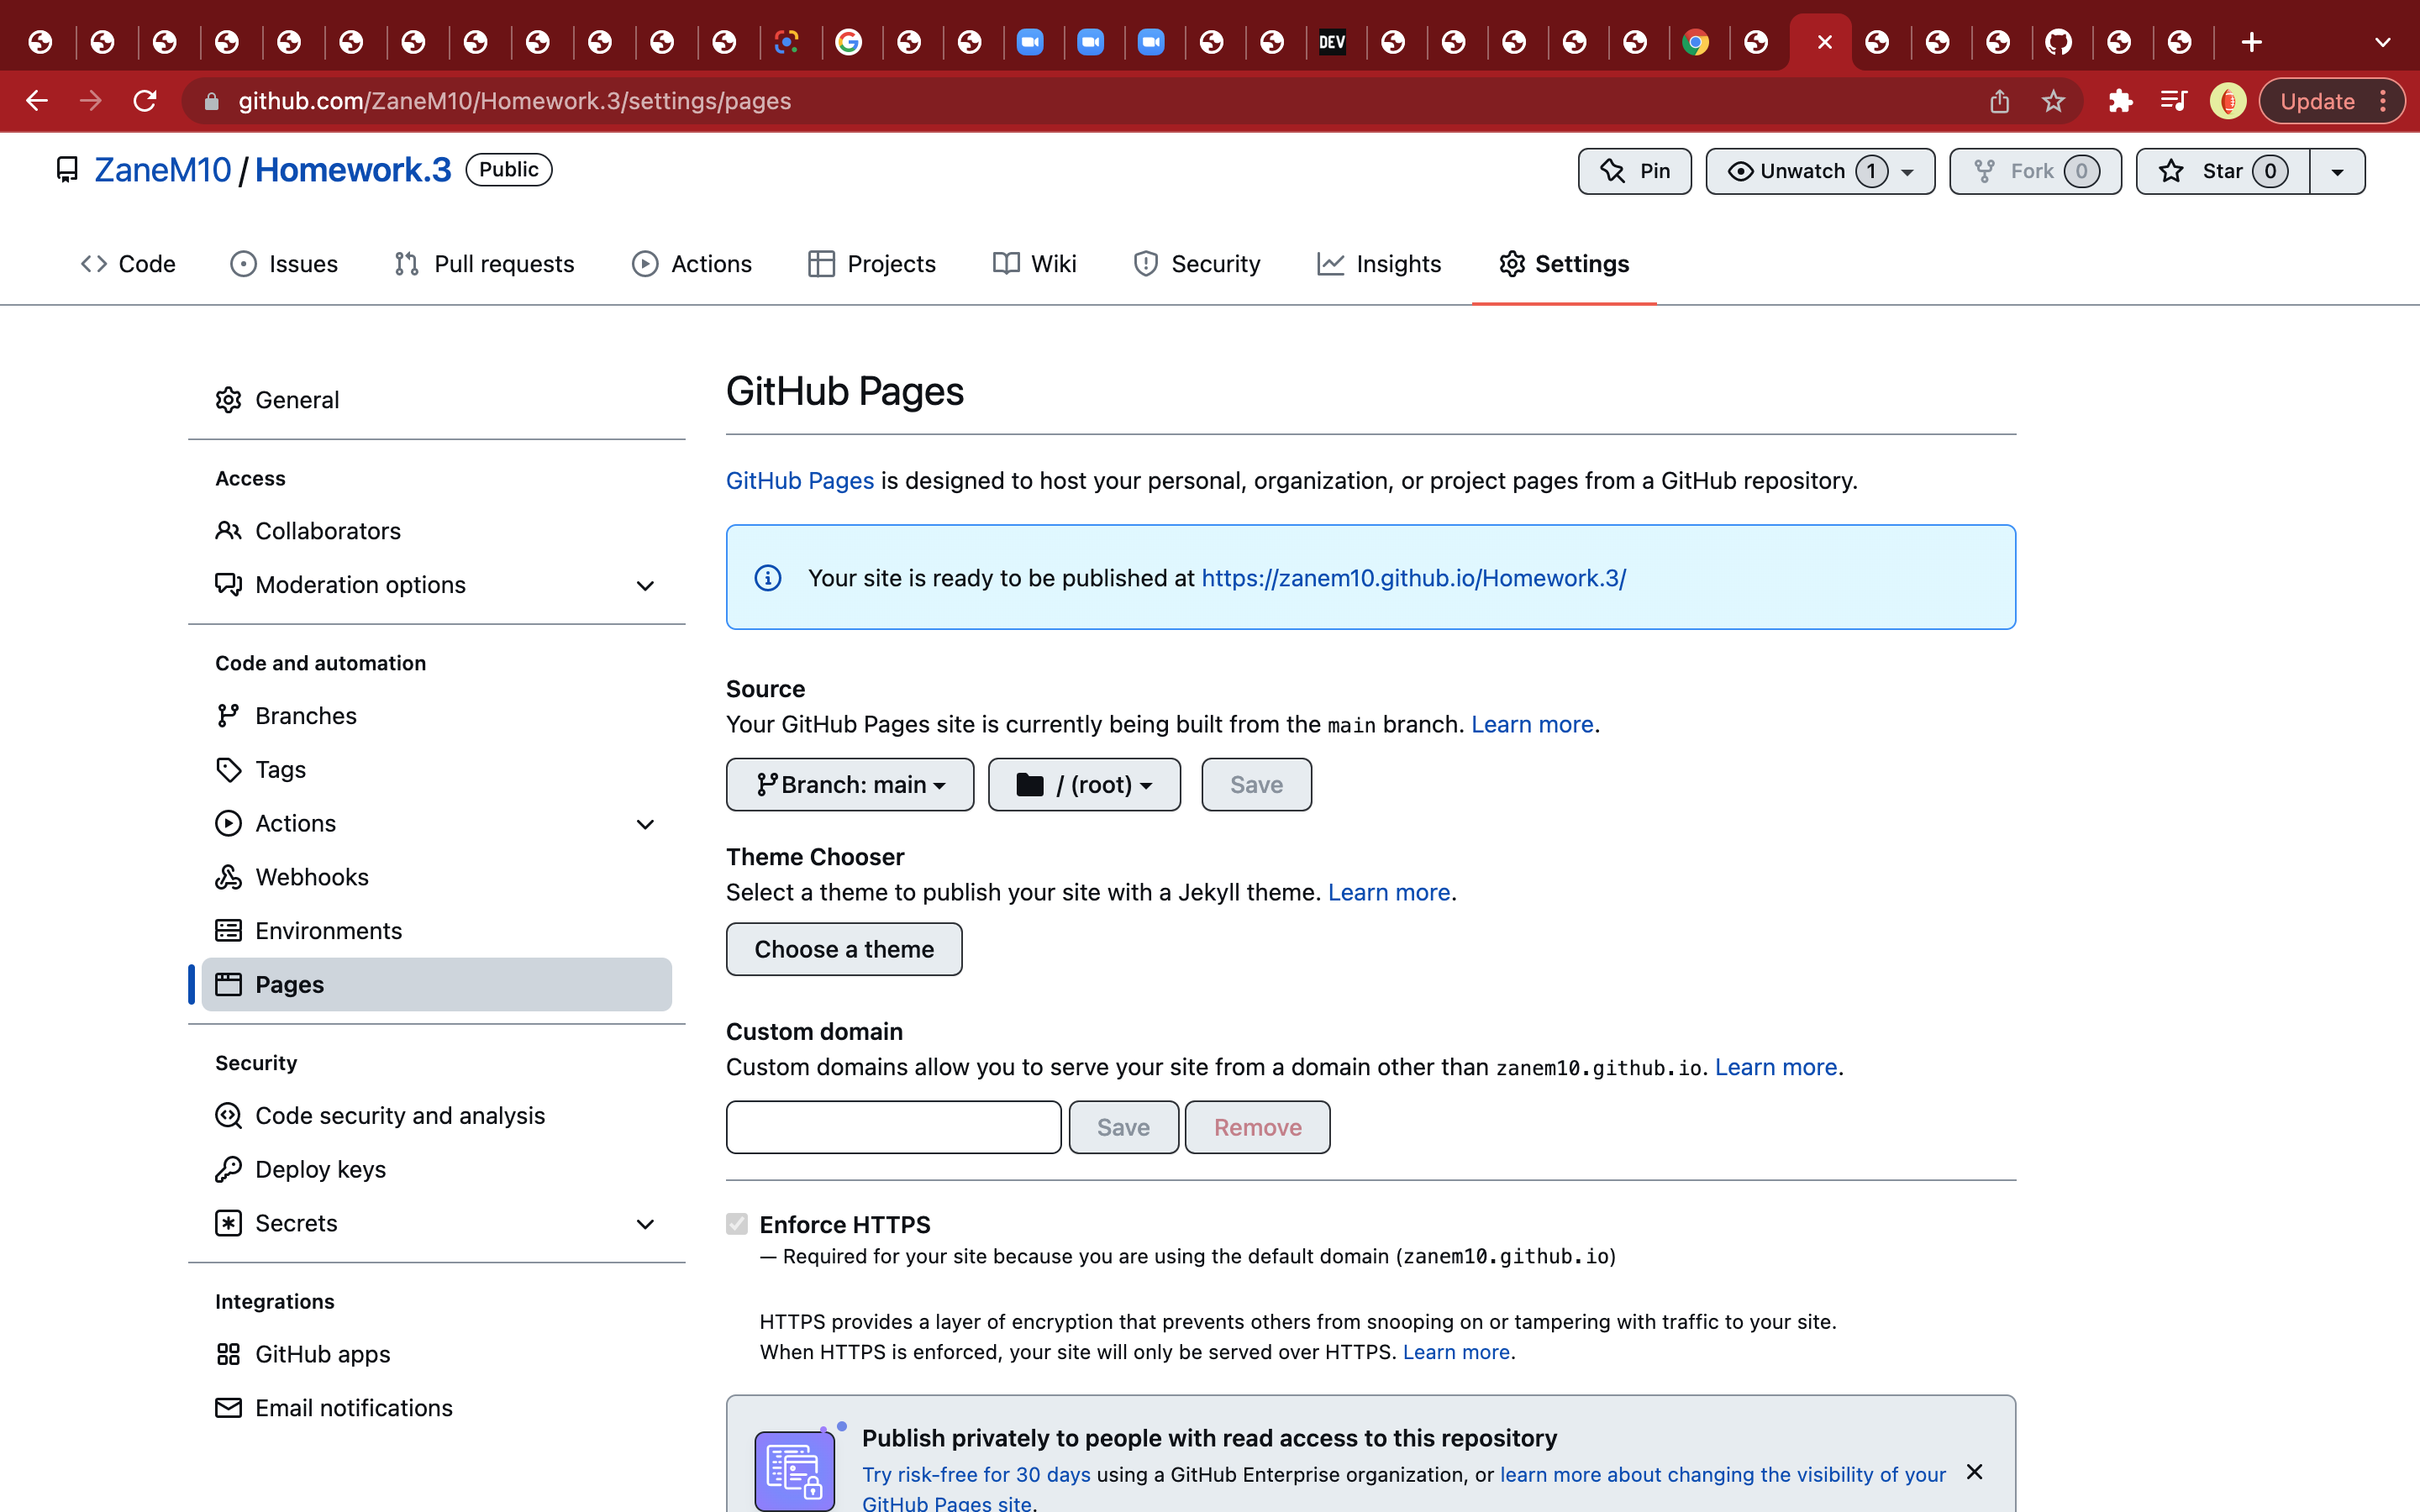 DEV
github.com/ZaneM10/Homework.3/settings/pages
Update
ZaneM10 / Homework.3 Public
Pin
Unwatch 1
Fork 0
Star 0
Code
Issues
Pull requests
Actions
Projects
Wiki
Security
Insights
Settings
General
Access
Collaborators
Moderation options
Code and automation
Branches
Tags
Actions
Webhooks
Environments
Pages
Security
Code security and analysis
Deploy keys
Secrets
Integrations
GitHub apps
Email notifications
GitHub Pages
GitHub Pages is designed to host your personal, organization, or project pages from a GitHub repository.
Your site is ready to be published at https://zanem10.github.io/Homework.3/
Source
Your GitHub Pages site is currently being built from the main branch. Learn more.
Branch: main
/ (root)
Save
Theme Chooser
Select a theme to publish your site with a Jekyll theme. Learn more.
Choose a theme
Custom domain
Custom domains allow you to serve your site from a domain other than zanem10.github.io. Learn more.
Save
Remove
Enforce HTTPS
— Required for your site because you are using the default domain (zanem10.github.io)
HTTPS provides a layer of encryption that prevents others from snooping on or tampering with traffic to your site.
When HTTPS is enforced, your site will only be served over HTTPS. Learn more.
Publish privately to people with read access to this repository
Try risk-free for 30 days using a GitHub Enterprise organization, or learn more about changing the visibility of your
GitHub Pages site.